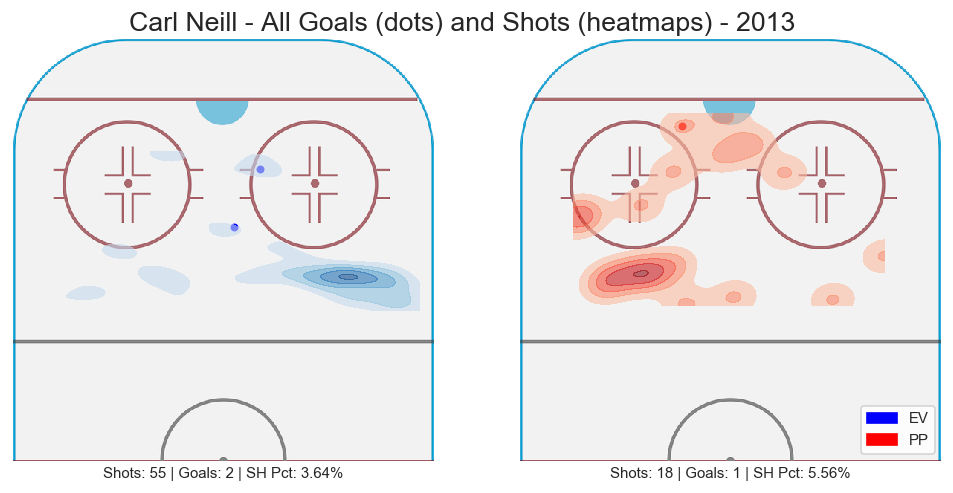 Carl Neill - All Goals (dots) and Shots (heatmaps) - 2013
EV
PP
Shots: 55 | Goals: 2 | SH Pct: 3.64%
Shots: 18 | Goals: 1 | SH Pct: 5.56%